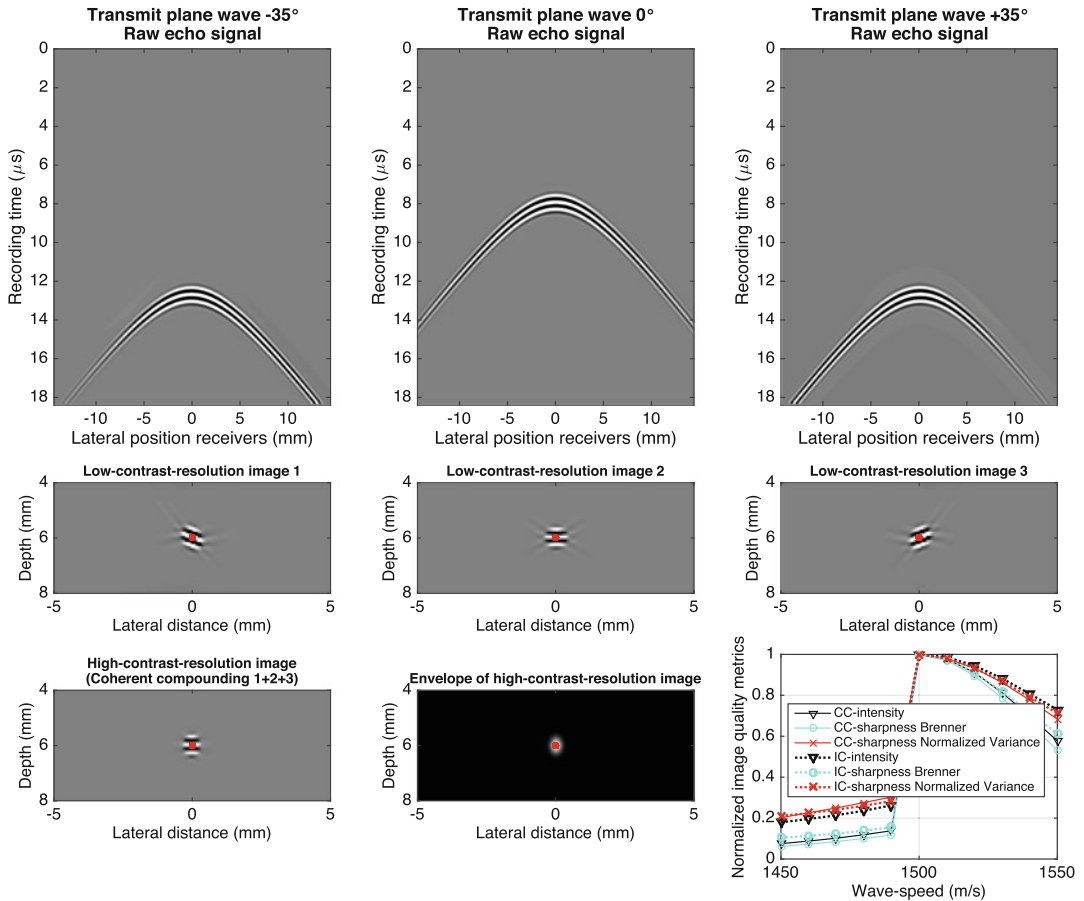 Transmit plane wave -35°
Raw echo signal
Transmit plane wave 0°
Raw echo signal
Transmit plane wave +35°
Raw echo signal
0
2
4
6
8
10
12
14
16
18
Recording time (μs)
-10 -5 0 5 10
Lateral position receivers (mm)
0
2
4
6
8
10
12
14
16
18
Recording time (μs)
-10 -5 0 5 10
Lateral position receivers (mm)
0
2
4
6
8
10
12
14
16
18
Recording time (μs)
-10 -5 0 5 10
Lateral position receivers (mm)
Low-contrast-resolution image 1
4
6
8
Depth (mm)
-5 0 5
Lateral distance (mm)
Low-contrast-resolution image 2
4
6
8
Depth (mm)
-5 0 5
Lateral distance (mm)
Low-contrast-resolution image 3
4
6
8
Depth (mm)
-5 0 5
Lateral distance (mm)
High-contrast-resolution image
(Coherent compounding 1+2+3)
4
6
8
Depth (mm)
-5 0 5
Lateral distance (mm)
Envelope of high-contrast-resolution image
4
6
8
Depth (mm)
-5 0 5
Lateral distance (mm)
Normalized image quality metrics
1
0.8
0.6
0.4
0.2
0
CC-intensity
CC-sharpness Brenner
CC-sharpness Normalized Variance
IC-intensity
IC-sharpness Brenner
IC-sharpness Normalized Variance
1450 1500 1550
Wave-speed (m/s)